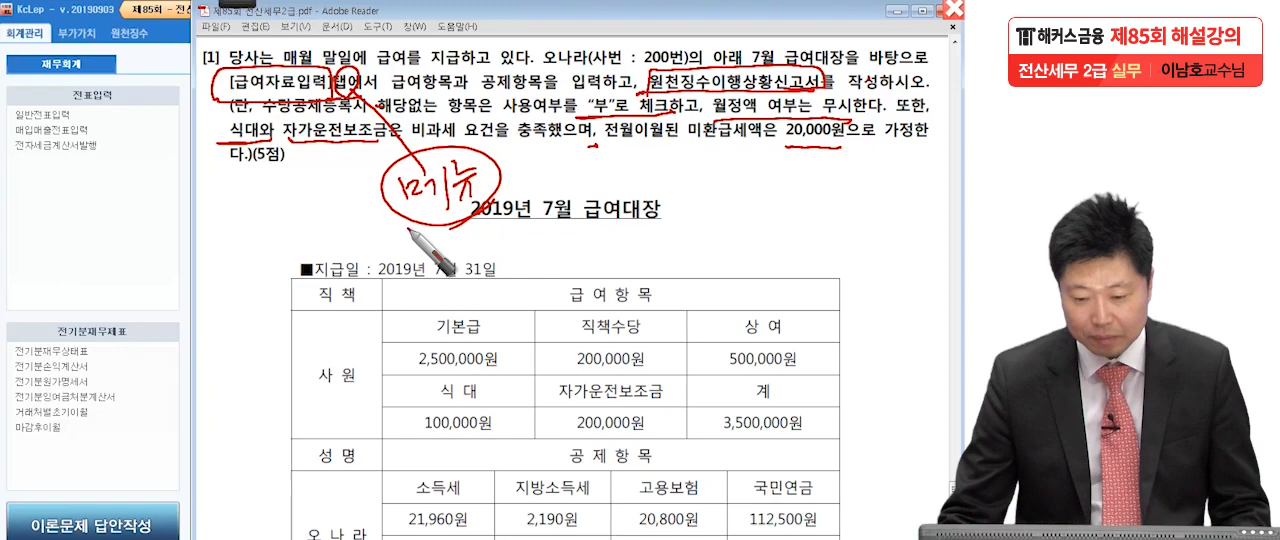 KcLep - v.20190903
제85회 - 전산
회계관리 부가가치 원천징수
재무회계
전표입력
일반전표입력
매입매출전표입력
전자세금계산서발행
전기분재무제표
전기분재무상태표
전기분손익계산서
전기분원가명세서
전기분잉여금처분계산서
거래처별초기이월
마감후이월
이론문제 답안작성
제85회 전산세무2급.pdf - Adobe Reader
파일(F) 편집(E) 보기(V) 문서(D) 도구(T) 창(W) 도움말(H)
[1] 당사는 매월 말일에 급여를 지급하고 있다. 오나라(사번 : 200번)의 아래 7월 급여대장을 바탕으로
[급여자료입력]탭에서 급여항목과 공제항목을 입력하고, 원천징수이행상황신고서를 작성하시오.
(단, 수당공제등록시 해당없는 항목은 사용여부를 “부”로 체크하고, 월정액 여부는 무시한다. 또한,
식대와 자가운전보조금은 비과세 요건을 충족했으며, 전월이월된 미환급세액은 20,000원으로 가정한
다.)(5점)
메뉴
2019년 7월 급여대장
■지급일 : 2019년 7월 31일
직 책 급 여 항 목
사 원 기본급 직책수당 상 여
2,500,000원 200,000원 500,000원
식 대 자가운전보조금 계
100,000원 200,000원 3,500,000원
성 명 공 제 항 목
오 나 라 소득세 지방소득세 고용보험 국민연금
21,960원 2,190원 20,800원 112,500원
해커스금융 제85회 해설강의
전산세무 2급 실무 이남호교수님